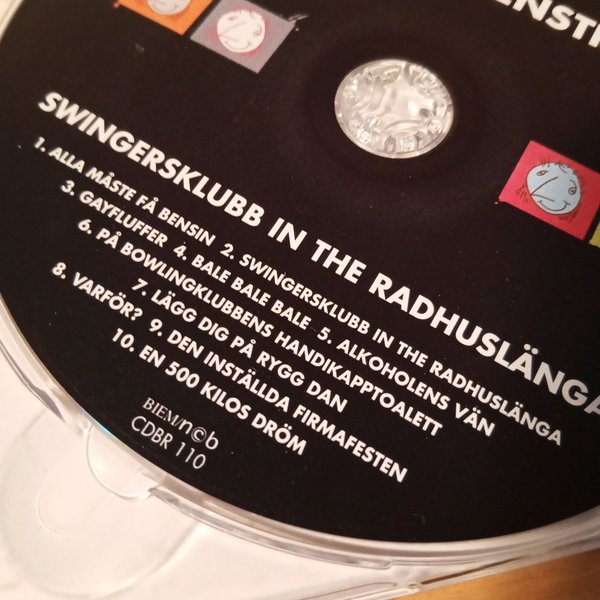 SWINGERSKLUBB IN THE RADHUSLÄNGA
1. ALLA MÅSTE FÅ BENSIN 2. SWINGERSKLUBB IN THE RADHUSLÄNGA
3. GAYFLUFFER 4. BALE BALE BALE 5. ALKOHOLENS VÄN
6. PÅ BOWLINGKLUBBENS HANDIKAPPTOALETT
7. LÄGG DIG PÅ RYGG DAN
8. VARFÖR? 9. DEN INSTÄLLDA FIRMAFESTEN
10. EN 500 KILOS DRÖM
BIEM/n©b
CDBR 110